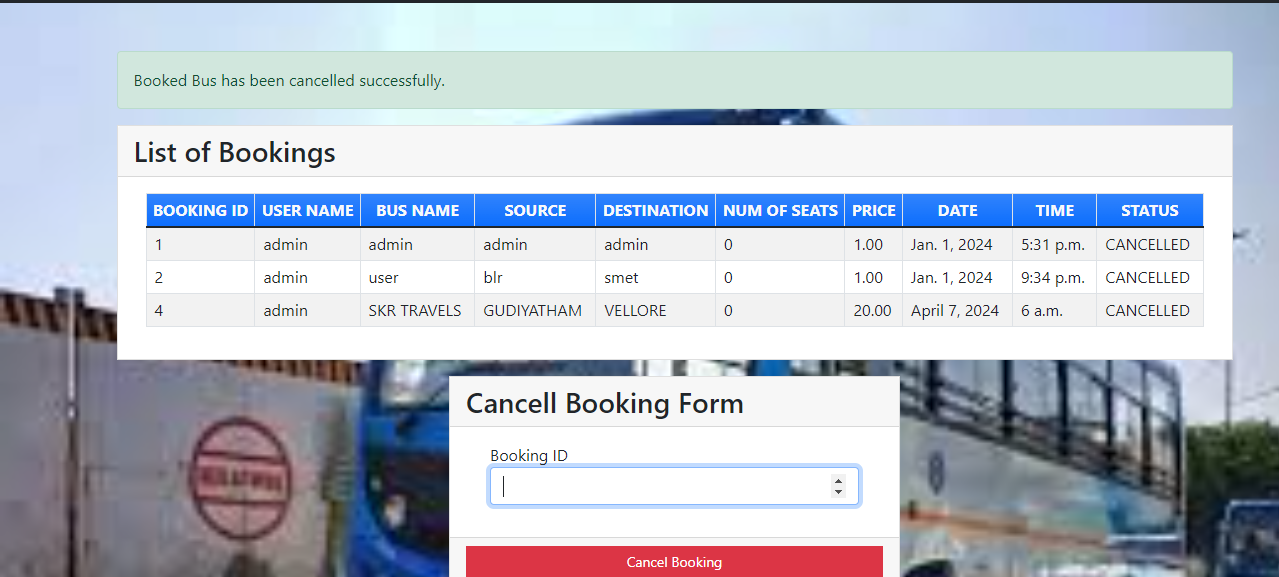 Booked Bus has been cancelled successfully.
List of Bookings
BOOKING ID USER NAME BUS NAME SOURCE DESTINATION NUM OF SEATS PRICE DATE TIME STATUS
1 admin admin admin admin 0 1.00 Jan. 1, 2024 5:31 p.m. CANCELLED
2 admin user blr smet 0 1.00 Jan. 1, 2024 9:34 p.m. CANCELLED
4 admin SKR TRAVELS GUDIYATHAM VELLORE 0 20.00 April 7, 2024 6 a.m. CANCELLED
Cancell Booking Form
Booking ID
Cancel Booking